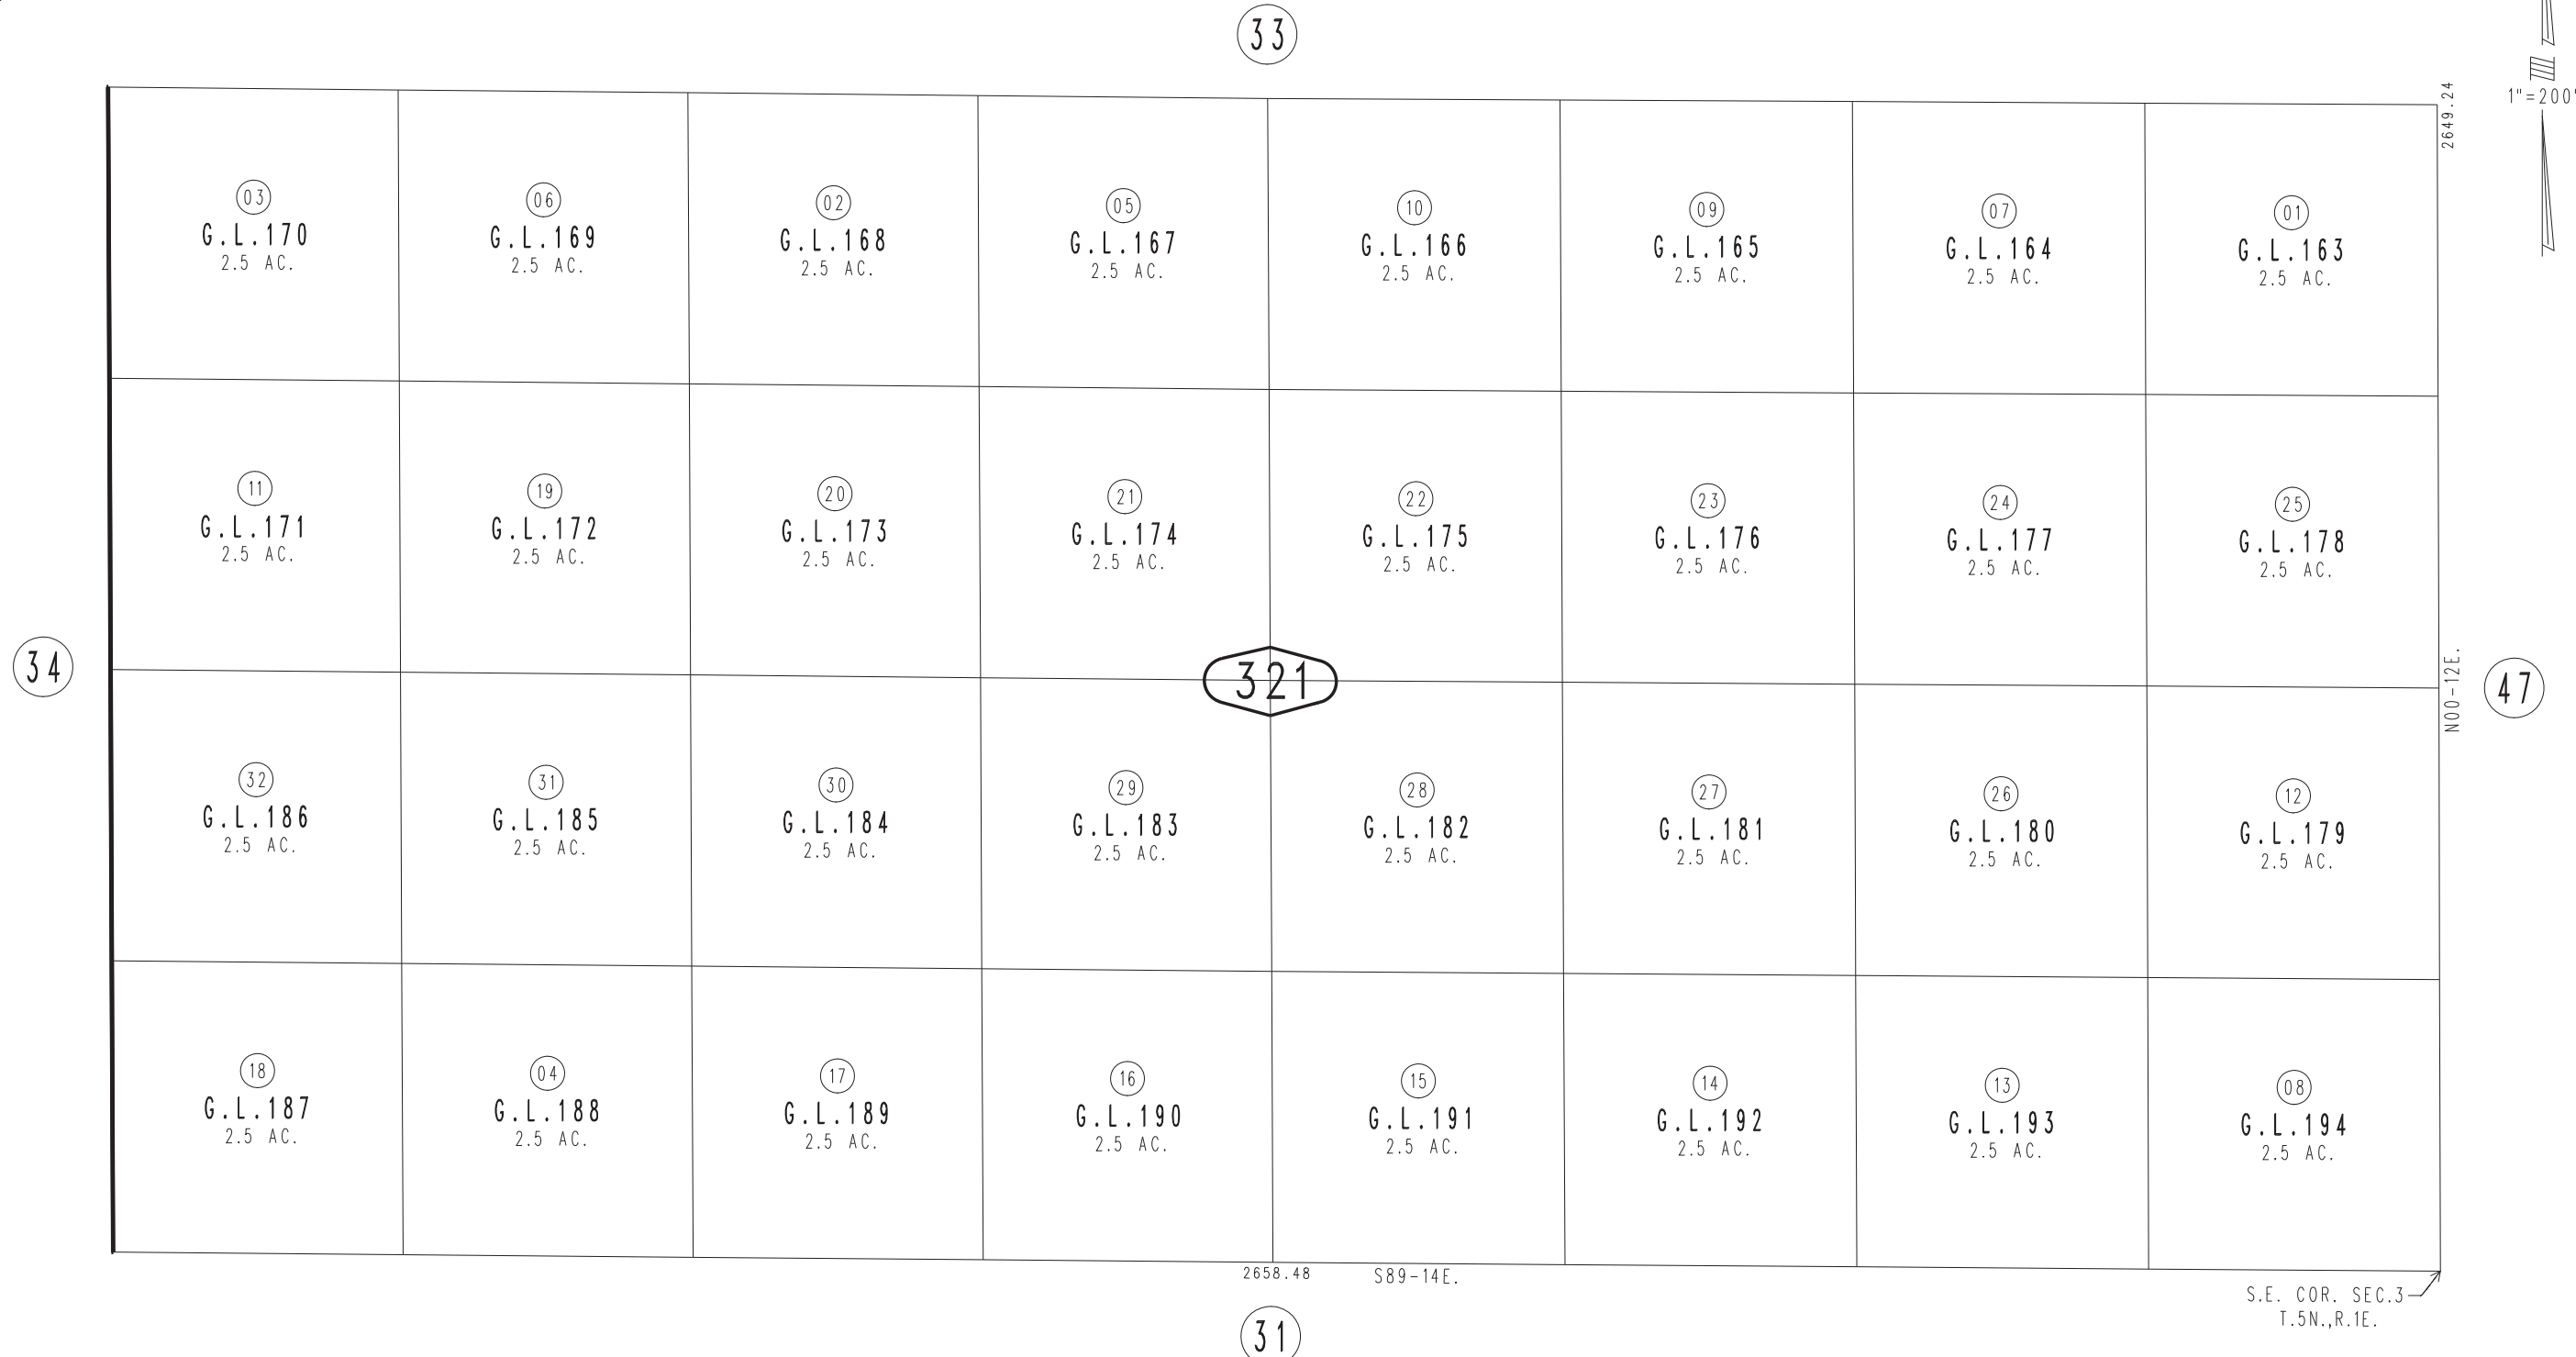 33
1"=200'
2649.24
03
G.L.170
2.5 AC.
06
G.L.169
2.5 AC.
02
G.L.168
2.5 AC.
05
G.L.167
2.5 AC.
10
G.L.166
2.5 AC.
09
G.L.165
2.5 AC.
07
G.L.164
2.5 AC.
01
G.L.163
2.5 AC.
11
G.L.171
2.5 AC.
19
G.L.172
2.5 AC.
20
G.L.173
2.5 AC.
21
G.L.174
2.5 AC.
22
G.L.175
2.5 AC.
23
G.L.176
2.5 AC.
24
G.L.177
2.5 AC.
25
G.L.178
2.5 AC.
34
321
N00-12E.
47
32
G.L.186
2.5 AC.
31
G.L.185
2.5 AC.
30
G.L.184
2.5 AC.
29
G.L.183
2.5 AC.
28
G.L.182
2.5 AC.
27
G.L.181
2.5 AC.
26
G.L.180
2.5 AC.
12
G.L.179
2.5 AC.
18
G.L.187
2.5 AC.
04
G.L.188
2.5 AC.
17
G.L.189
2.5 AC.
16
G.L.190
2.5 AC.
15
G.L.191
2.5 AC.
14
G.L.192
2.5 AC.
13
G.L.193
2.5 AC.
08
G.L.194
2.5 AC.
2658.48 S89-14E.
S.E. COR. SEC.3
T.5N.,R.1E.
31